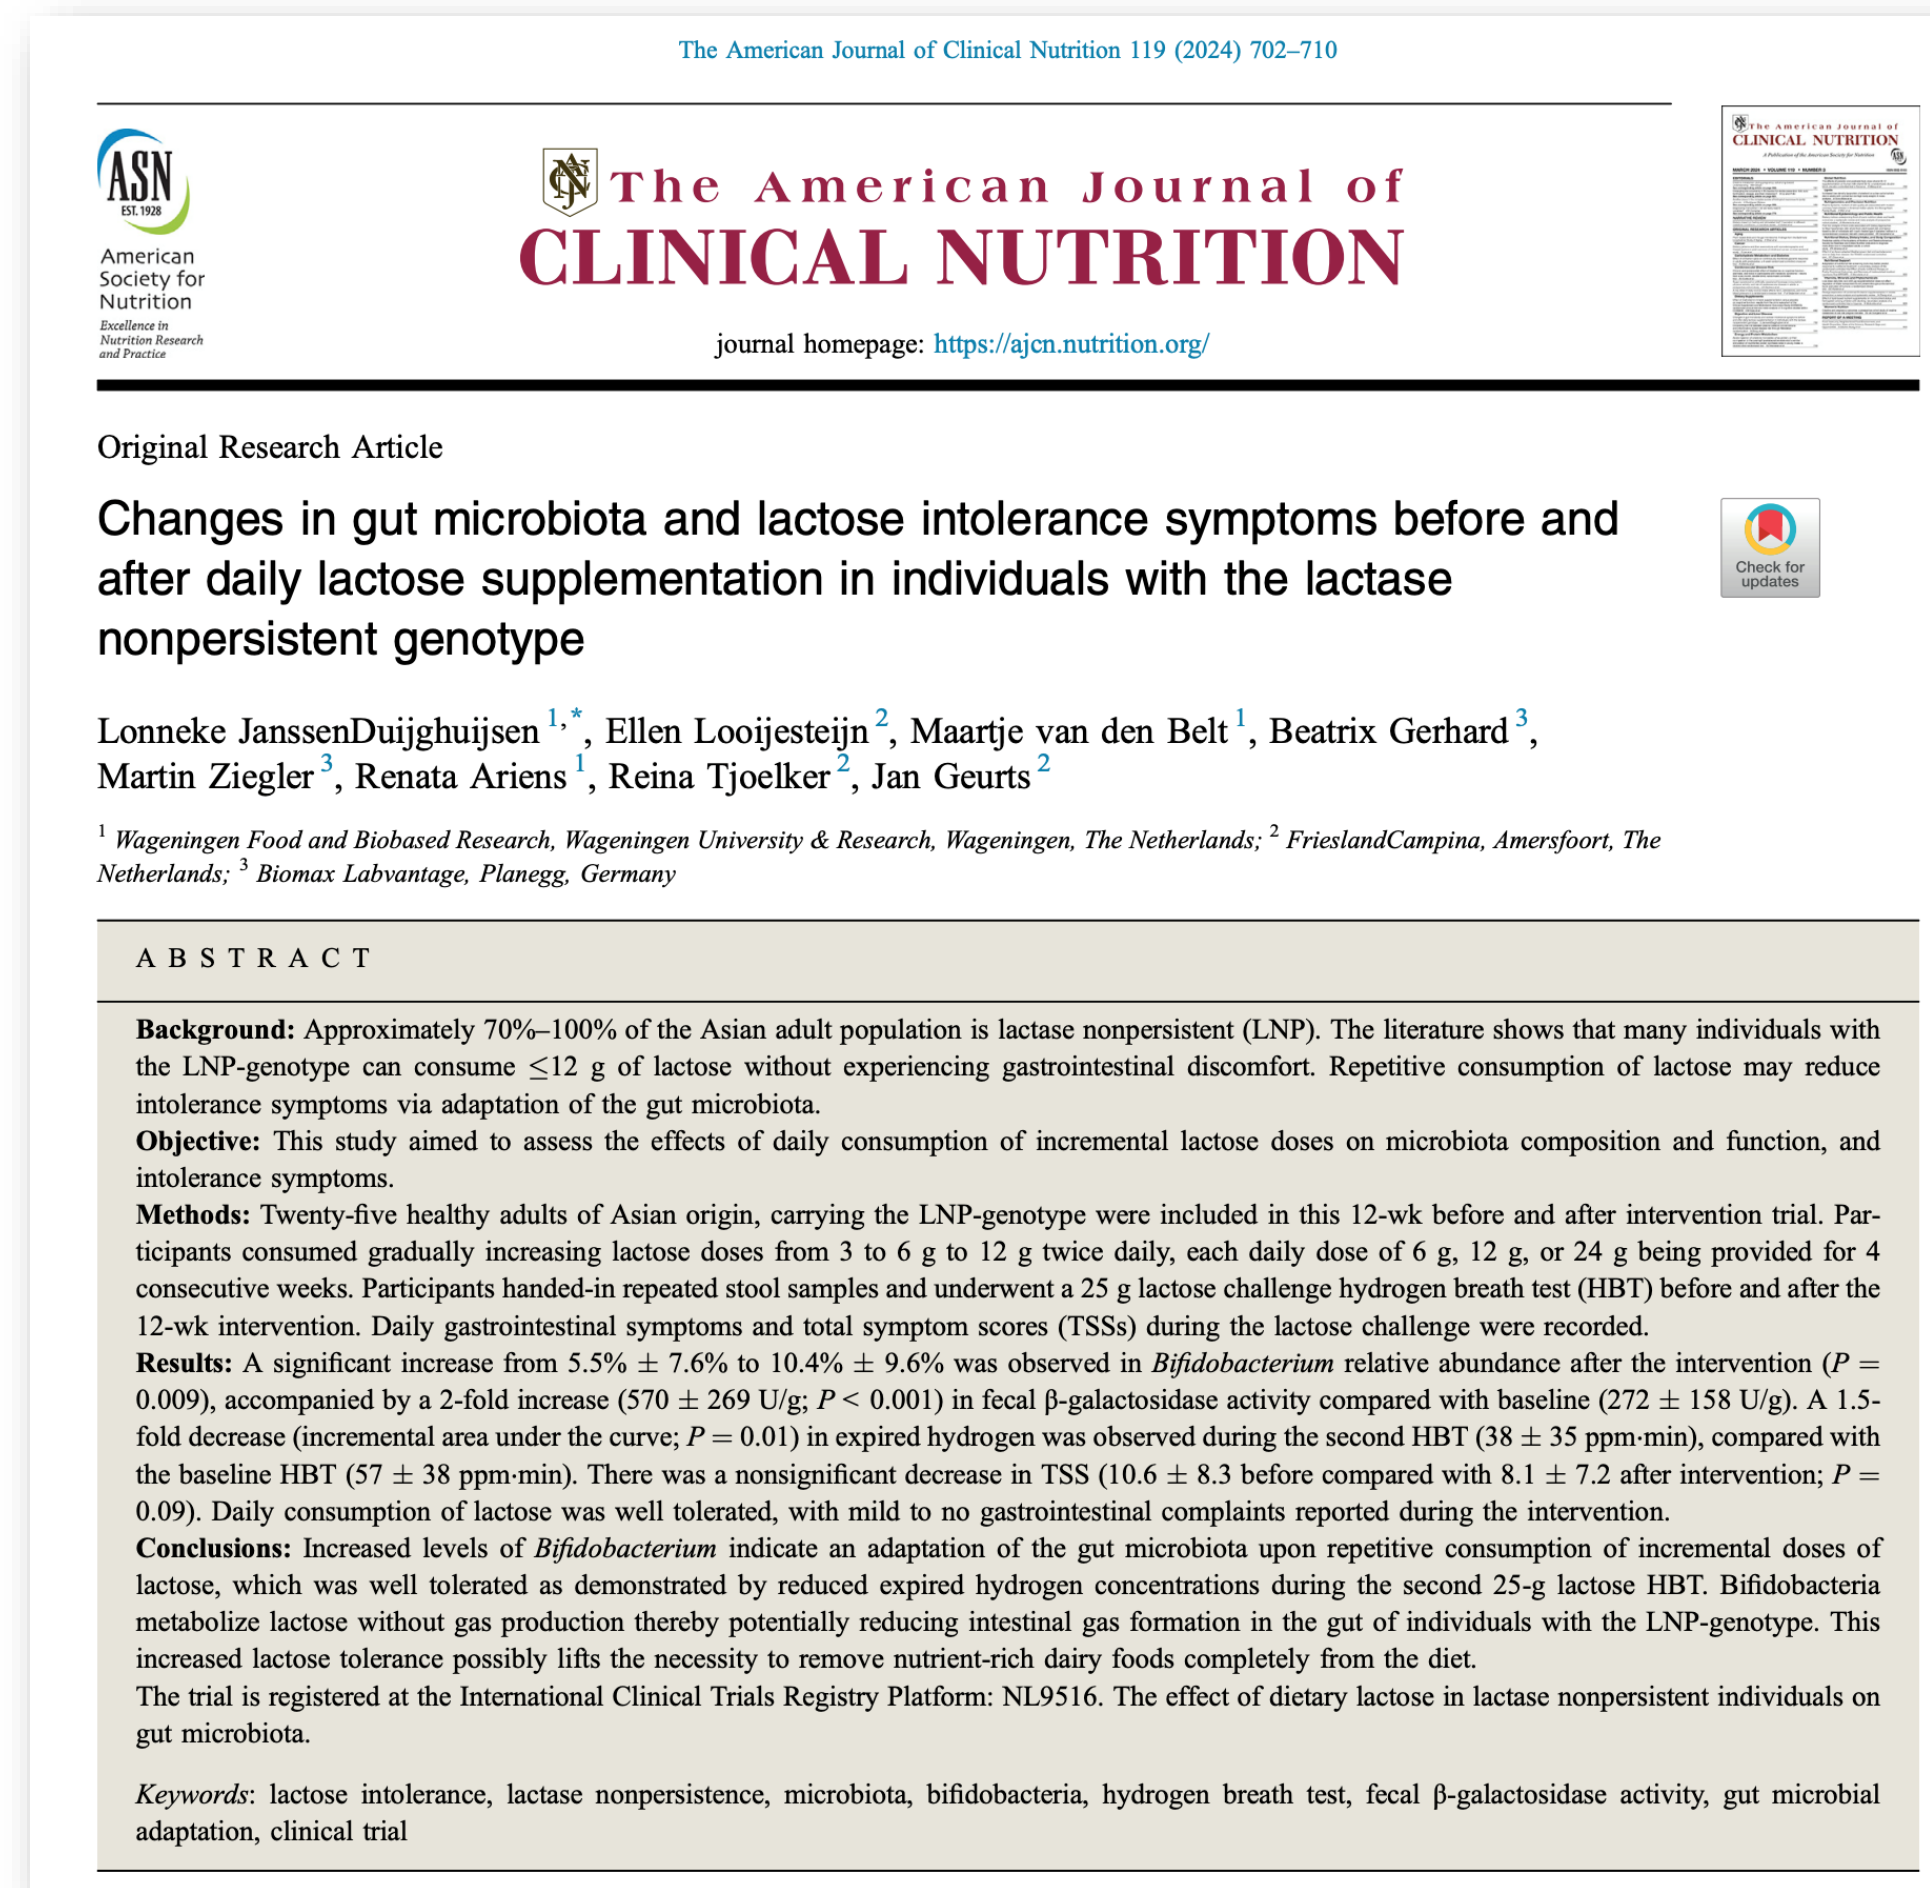 The American Journal of Clinical Nutrition 119 (2024) 702–710
ASN
EST. 1928
American
Society for
Nutrition
Excellence in
Nutrition Research
and Practice
The American Journal of
CLINICAL NUTRITION
journal homepage: https://ajcn.nutrition.org/
The American Journal of
CLINICAL NUTRITION
A Publication of the American Society for Nutrition
Original Research Article
Changes in gut microbiota and lactose intolerance symptoms before and
after daily lactose supplementation in individuals with the lactase
nonpersistent genotype
Check for
updates
Lonneke JanssenDuijghuijsen 1,*, Ellen Looijesteijn 2, Maartje van den Belt 1, Beatrix Gerhard 3,
Martin Ziegler 3, Renata Ariens 1, Reina Tjoelker 2, Jan Geurts 2
1 Wageningen Food and Biobased Research, Wageningen University & Research, Wageningen, The Netherlands; 2 FrieslandCampina, Amersfoort, The
Netherlands; 3 Biomax Labvantage, Planegg, Germany
A B S T R A C T
Background: Approximately 70%–100% of the Asian adult population is lactase nonpersistent (LNP). The literature shows that many individuals with
the LNP-genotype can consume ≤12 g of lactose without experiencing gastrointestinal discomfort. Repetitive consumption of lactose may reduce
intolerance symptoms via adaptation of the gut microbiota.
Objective: This study aimed to assess the effects of daily consumption of incremental lactose doses on microbiota composition and function, and
intolerance symptoms.
Methods: Twenty-five healthy adults of Asian origin, carrying the LNP-genotype were included in this 12-wk before and after intervention trial. Par-
ticipants consumed gradually increasing lactose doses from 3 to 6 g to 12 g twice daily, each daily dose of 6 g, 12 g, or 24 g being provided for 4
consecutive weeks. Participants handed-in repeated stool samples and underwent a 25 g lactose challenge hydrogen breath test (HBT) before and after the
12-wk intervention. Daily gastrointestinal symptoms and total symptom scores (TSSs) during the lactose challenge were recorded.
Results: A significant increase from 5.5% ± 7.6% to 10.4% ± 9.6% was observed in Bifidobacterium relative abundance after the intervention (P =
0.009), accompanied by a 2-fold increase (570 ± 269 U/g; P < 0.001) in fecal β-galactosidase activity compared with baseline (272 ± 158 U/g). A 1.5-
fold decrease (incremental area under the curve; P = 0.01) in expired hydrogen was observed during the second HBT (38 ± 35 ppm·min), compared with
the baseline HBT (57 ± 38 ppm·min). There was a nonsignificant decrease in TSS (10.6 ± 8.3 before compared with 8.1 ± 7.2 after intervention; P =
0.09). Daily consumption of lactose was well tolerated, with mild to no gastrointestinal complaints reported during the intervention.
Conclusions: Increased levels of Bifidobacterium indicate an adaptation of the gut microbiota upon repetitive consumption of incremental doses of
lactose, which was well tolerated as demonstrated by reduced expired hydrogen concentrations during the second 25-g lactose HBT. Bifidobacteria
metabolize lactose without gas production thereby potentially reducing intestinal gas formation in the gut of individuals with the LNP-genotype. This
increased lactose tolerance possibly lifts the necessity to remove nutrient-rich dairy foods completely from the diet.
The trial is registered at the International Clinical Trials Registry Platform: NL9516. The effect of dietary lactose in lactase nonpersistent individuals on
gut microbiota.
Keywords: lactose intolerance, lactase nonpersistence, microbiota, bifidobacteria, hydrogen breath test, fecal β-galactosidase activity, gut microbial
adaptation, clinical trial